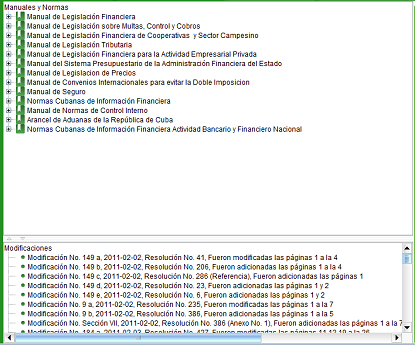 Manuales y Normas
Manual de Legislación Financiera
Manual de Legislación sobre Multas, Control y Cobros
Manual de Legislación Financiera de Cooperativas y Sector Campesino
Manual de Legislación Tributaria
Manual de Legislación Financiera para la Actividad Empresarial Privada
Manual del Sistema Presupuestario de la Administración Financiera del Estado
Manual de Legislacion de Precios
Manual de Convenios Internacionales para evitar la Doble Imposicion
Manual de Seguro
Normas Cubanas de Información Financiera
Manual de Normas de Control Interno
Arancel de Aduanas de la República de Cuba
Normas Cubanas de Información Financiera Actividad Bancario y Financiero Nacional
Modificaciones
Modificación No. 149 a, 2011-02-02, Resolución No. 41, Fueron modificadas las páginas 1 a la 4
Modificación No. 149 b, 2011-02-02, Resolución No. 206, Fueron adicionadas las páginas 1 a la 4
Modificación No. 149 c, 2011-02-02, Resolución No. 286 (Referencia), Fueron adicionadas las páginas 1
Modificación No. 149 d, 2011-02-02, Resolución No. 23, Fueron adicionadas las páginas 1 y 2
Modificación No. 149 e, 2011-02-02, Resolución No. 6, Fueron adicionadas las páginas 1 y 2
Modificación No. 9 a, 2011-02-02, Resolución No. 235, Fueron modificadas las páginas 1 a la 7
Modificación No. 9 b, 2011-02-02, Resolución No. 386, Fueron adicionadas las páginas 1 a la 5
Modificación No. Sección VII, 2011-02-02, Resolución No. 386 (Anexo No. 1), Fueron adicionadas las páginas 1 a la 7
Modificación No. 184 a, 2011-02-03, Resolución No. 427, Fueron modificadas las páginas 11,12,19 a la 26